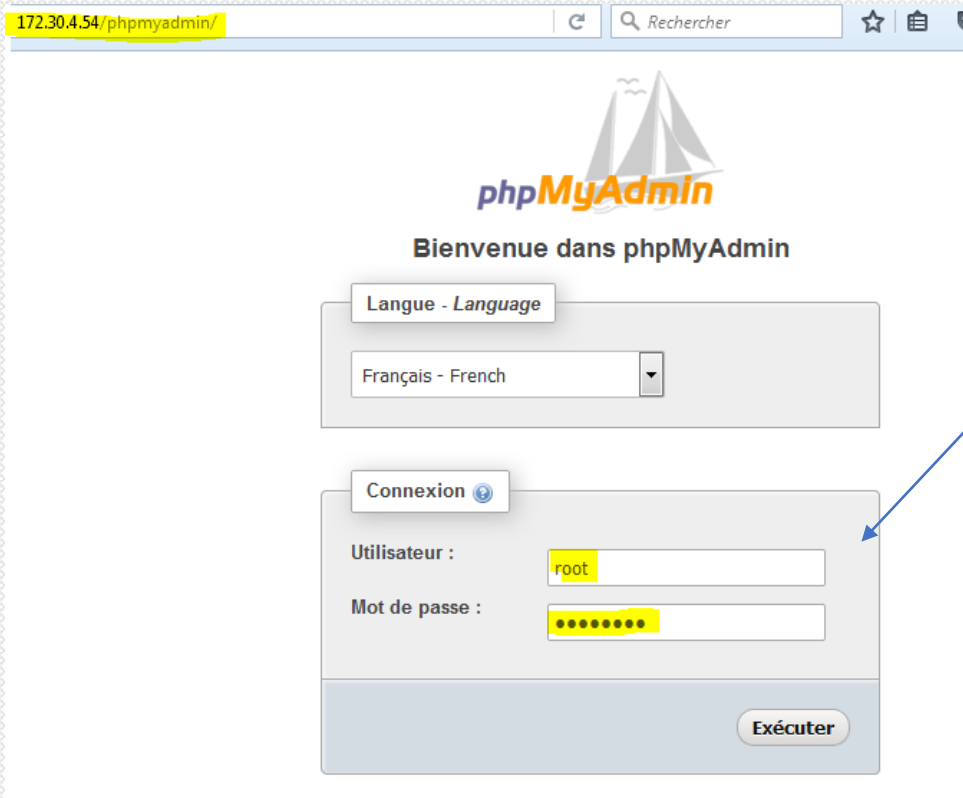 172.30.4.54/phpmyadmin/
Rechercher
phpMyAdmin
Bienvenue dans phpMyAdmin
Langue - Language
Français - French
Connexion
Utilisateur :
root
Mot de passe :
••••••••
Exécuter